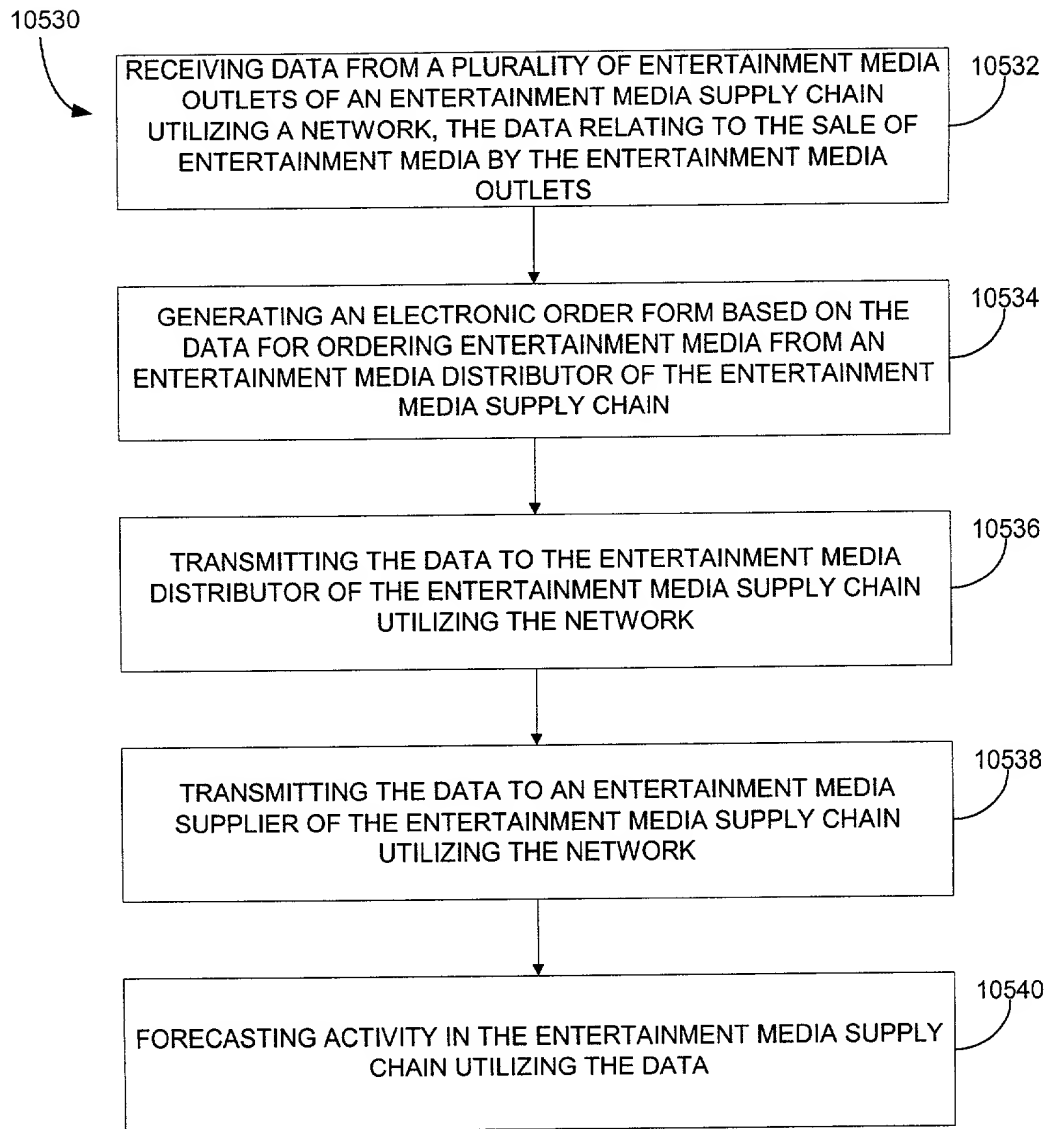 10530
RECEIVING DATA FROM A PLURALITY OF ENTERTAINMENT MEDIA
OUTLETS OF AN ENTERTAINMENT MEDIA SUPPLY CHAIN
UTILIZING A NETWORK, THE DATA RELATING TO THE SALE OF
ENTERTAINMENT MEDIA BY THE ENTERTAINMENT MEDIA
OUTLETS
10532
GENERATING AN ELECTRONIC ORDER FORM BASED ON THE
DATA FOR ORDERING ENTERTAINMENT MEDIA FROM AN
ENTERTAINMENT MEDIA DISTRIBUTOR OF THE ENTERTAINMENT
MEDIA SUPPLY CHAIN
10534
TRANSMITTING THE DATA TO THE ENTERTAINMENT MEDIA
DISTRIBUTOR OF THE ENTERTAINMENT MEDIA SUPPLY CHAIN
UTILIZING THE NETWORK
10536
TRANSMITTING THE DATA TO AN ENTERTAINMENT MEDIA
SUPPLIER OF THE ENTERTAINMENT MEDIA SUPPLY CHAIN
UTILIZING THE NETWORK
10538
FORECASTING ACTIVITY IN THE ENTERTAINMENT MEDIA SUPPLY
CHAIN UTILIZING THE DATA
10540